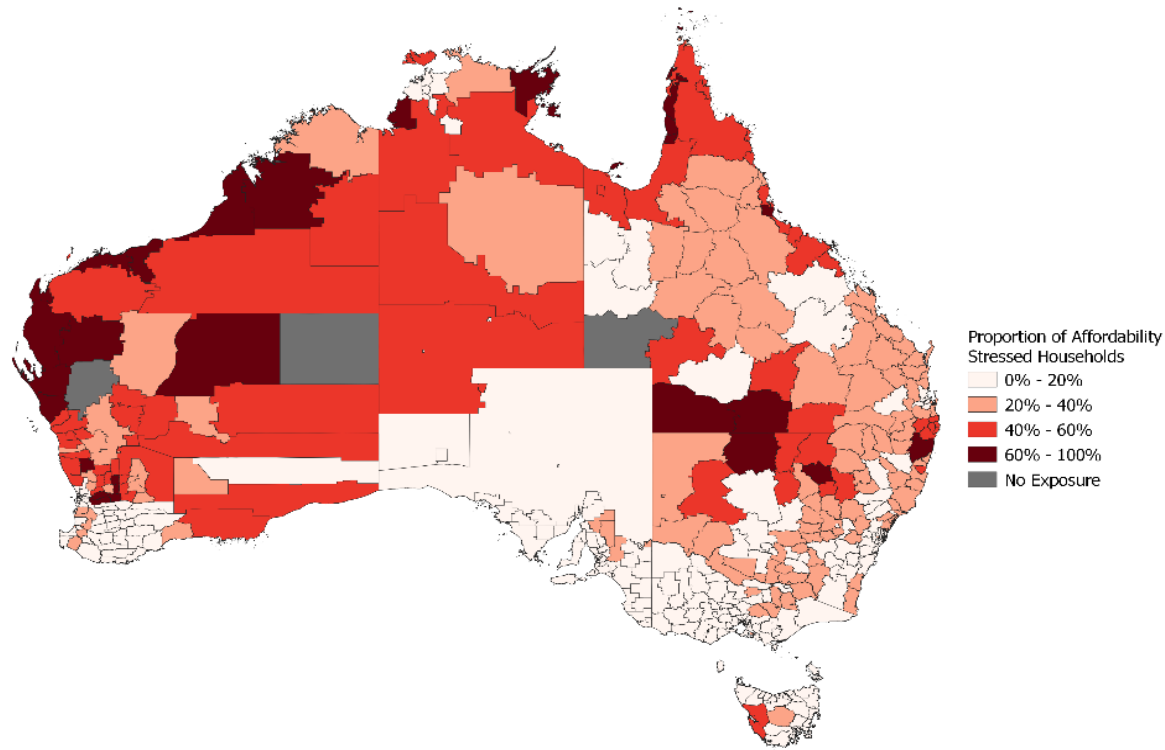 Proportion of Affordability
Stressed Households
0% - 20%
20% - 40%
40% - 60%
60% - 100%
No Exposure